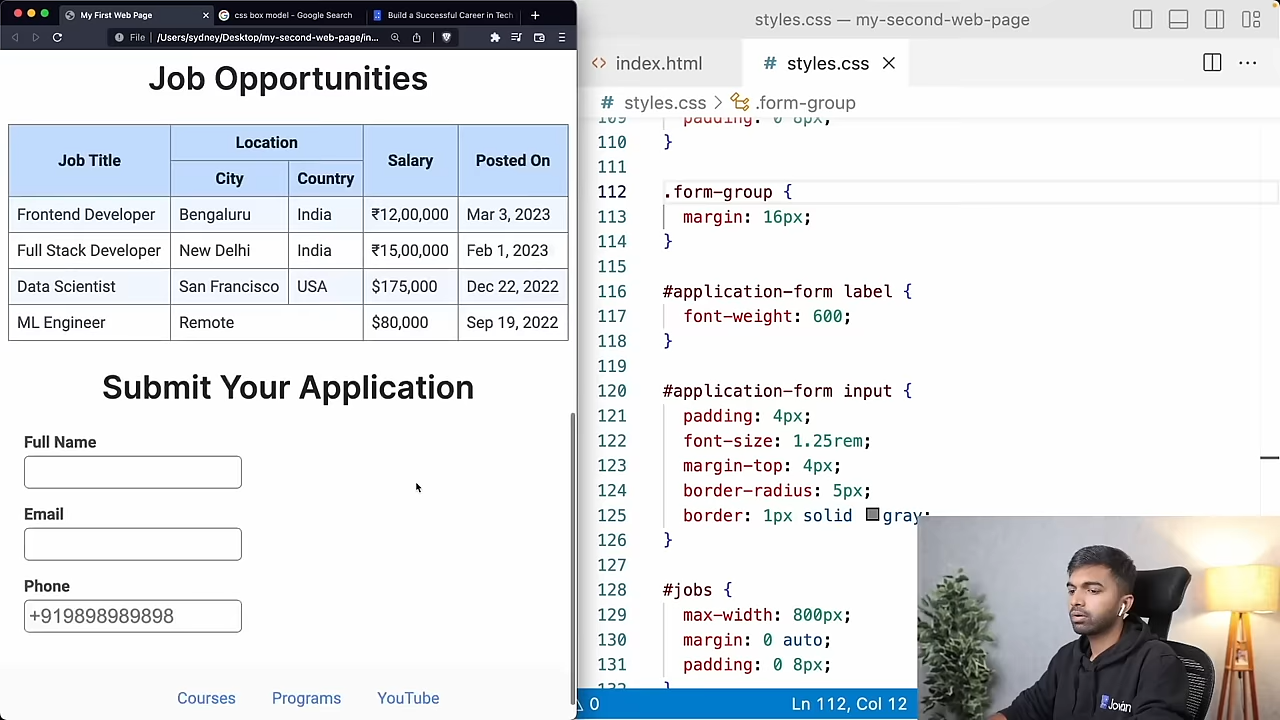 My First Web Page
css box model - Google Search
Build a Successful Career in Tech
File
/Users/sydney/Desktop/my-second-web-page/in...
Job Opportunities
Job Title
Location
Salary
Posted On
City
Country
Frontend Developer
Bengaluru
India
₹12,00,000
Mar 3, 2023
Full Stack Developer
New Delhi
India
₹15,00,000
Feb 1, 2023
Data Scientist
San Francisco
USA
$175,000
Dec 22, 2022
ML Engineer
Remote
$80,000
Sep 19, 2022
Submit Your Application
Full Name
Email
Phone
+919898989898
Courses
Programs
YouTube
styles.css — my-second-web-page
index.html
# styles.css
# styles.css > .form-group
109 padding: 0 8px;
110 }
111
112 .form-group {
113 margin: 16px;
114 }
115
116 #application-form label {
117 font-weight: 600;
118 }
119
120 #application-form input {
121 padding: 4px;
122 font-size: 1.25rem;
123 margin-top: 4px;
124 border-radius: 5px;
125 border: 1px solid gray;
126 }
127
128 #jobs {
129 max-width: 800px;
130 margin: 0 auto;
131 padding: 0 8px;
132 }
0
Ln 112, Col 12
Jovian